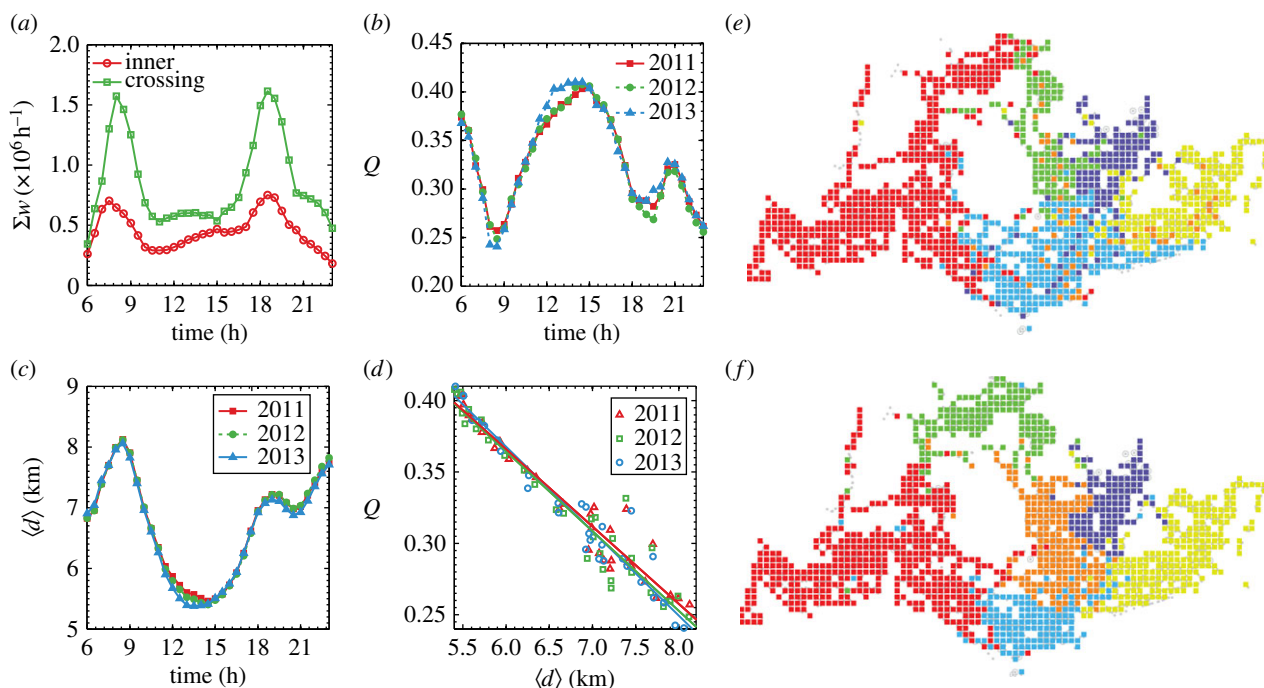 (a)
2.0
1.5
1.0
0.5
0
inner
crossing
Σw (×10⁶ h⁻¹)
6 9 12 15 18 21
time (h)
(b)
0.45
0.40
0.35
0.30
0.25
0.20
Q
2011
2012
2013
6 9 12 15 18 21
time (h)
(e)
(c)
9
8
7
6
5
⟨d⟩ (km)
2011
2012
2013
6 9 12 15 18 21
time (h)
(d)
0.40
0.35
0.30
0.25
Q
2011
2012
2013
5.5 6.0 6.5 7.0 7.5 8.0
⟨d⟩ (km)
(f)